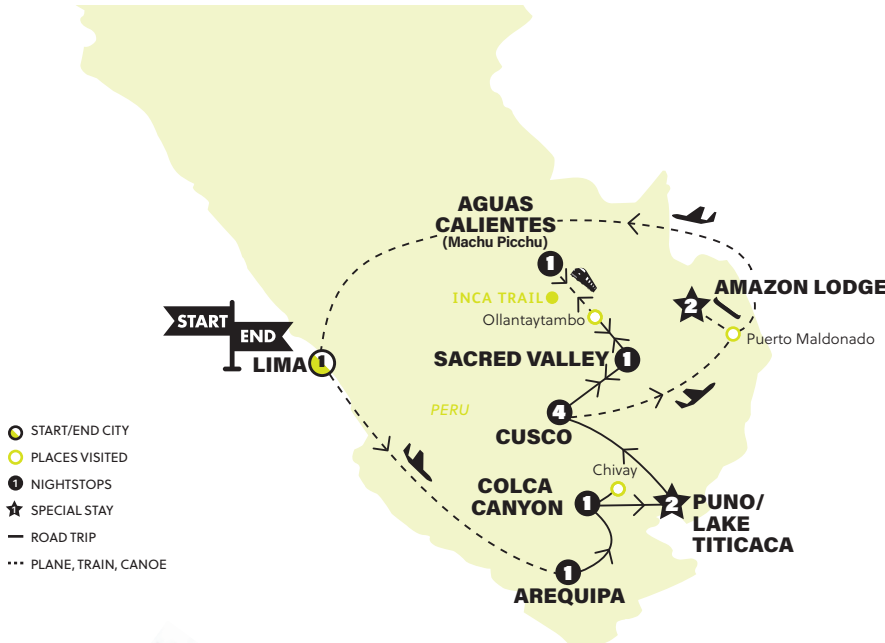 AGUAS
CALIENTES
(Machu Picchu)
1
INCA TRAIL
Ollantaytambo
2
AMAZON LODGE
Puerto Maldonado
START
END
LIMA
1
SACRED VALLEY
1
PERU
4
CUSCO
Chivay
COLCA
CANYON
1
2
PUNO/
LAKE
TITICACA
1
AREQUIPA
START/END CITY
PLACES VISITED
1
NIGHTSTOPS
1
SPECIAL STAY
ROAD TRIP
PLANE, TRAIN, CANOE